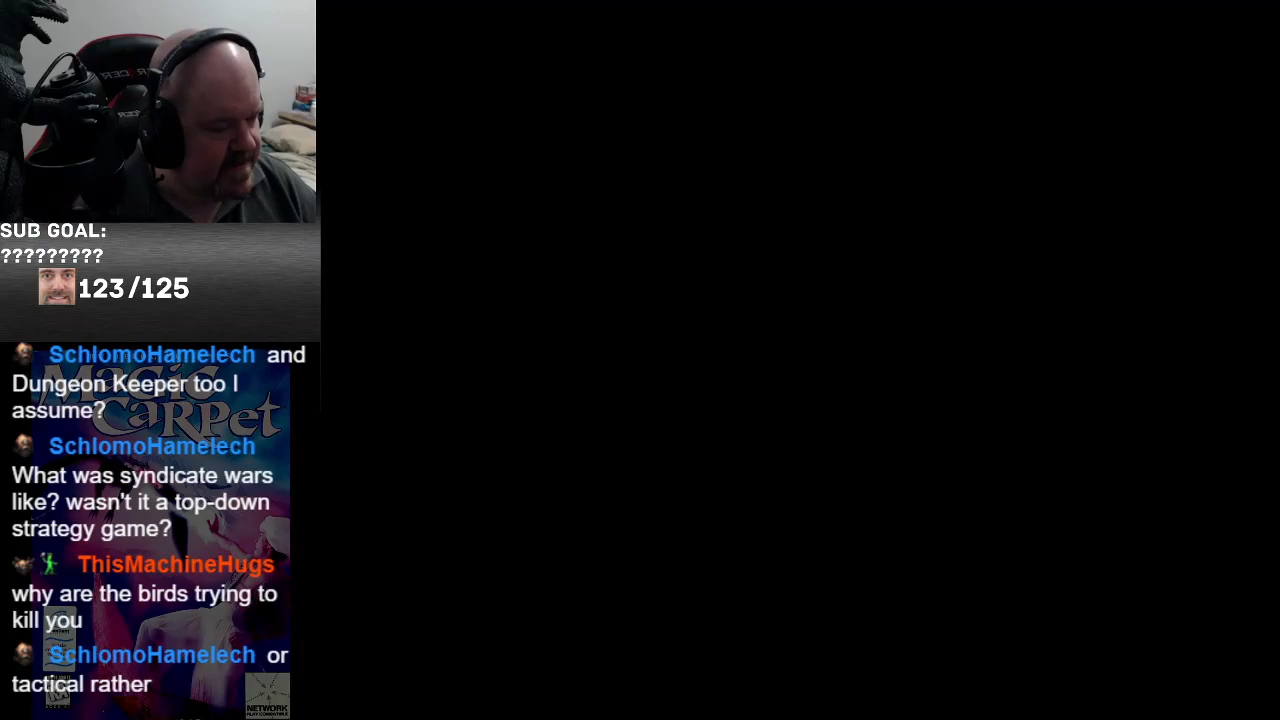 SUB GOAL:
?????????
123/125
SchlomoHamelech and
Dungeon Keeper too I
assume?
SchlomoHamelech
What was syndicate wars
like? wasn't it a top-down
strategy game?
ThisMachineHugs
why are the birds trying to
kill you
SchlomoHamelech or
tactical rather
Magic
Carpet
NETWORK